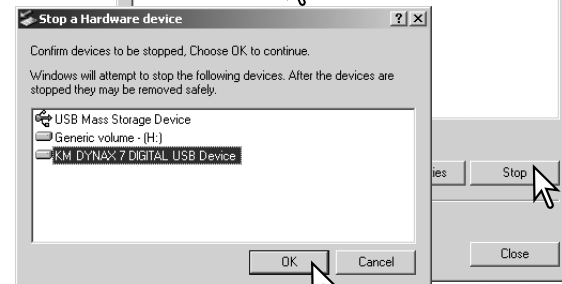 Stop a Hardware device
Confirm devices to be stopped, Choose OK to continue.
Windows will attempt to stop the following devices. After the devices are
stopped they may be removed safely.
USB Mass Storage Device
Generic volume - (H:)
KM DYNAX 7 DIGITAL USB Device
OK
Cancel
ies
Stop
Close